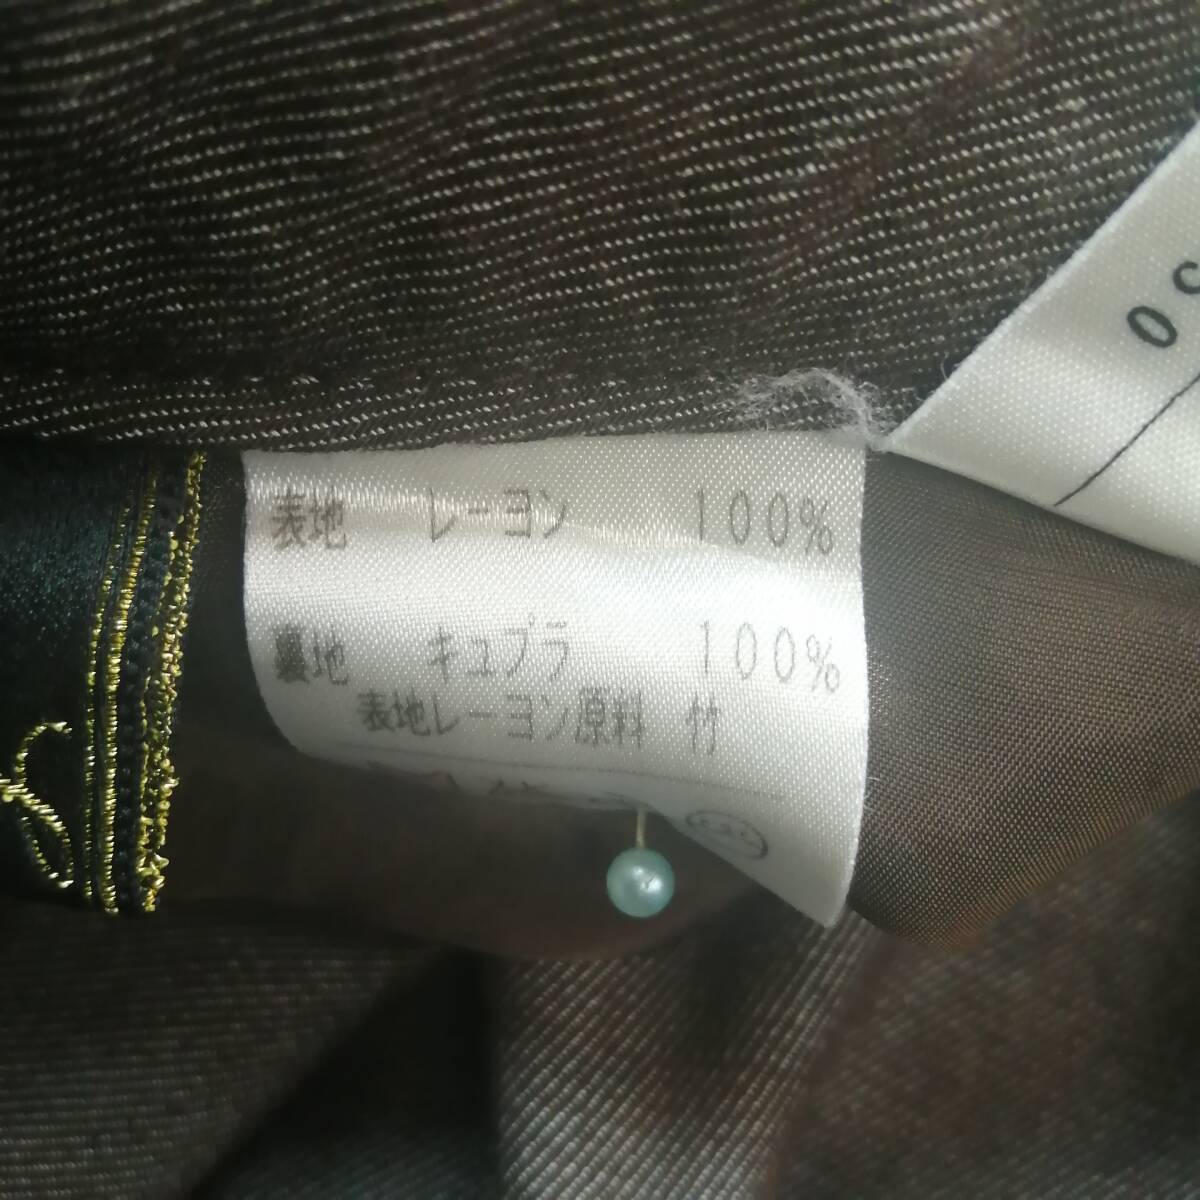 表地 レーヨン 100%
裏地 キュプラ 100%
表地レーヨン原料 竹